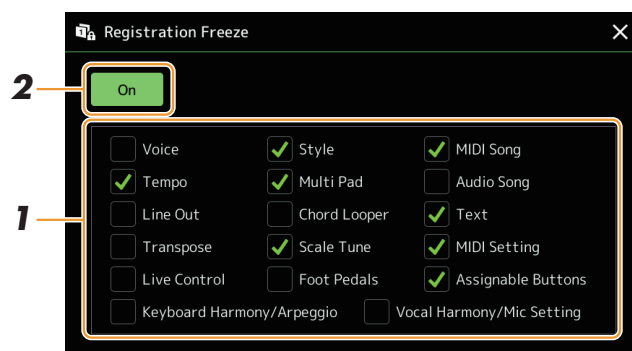 Registration Freeze
2
On
Voice Style MIDI Song
Tempo Multi Pad Audio Song
1
Line Out Chord Looper Text
Transpose Scale Tune MIDI Setting
Live Control Foot Pedals Assignable Buttons
Keyboard Harmony/Arpeggio Vocal Harmony/Mic Setting